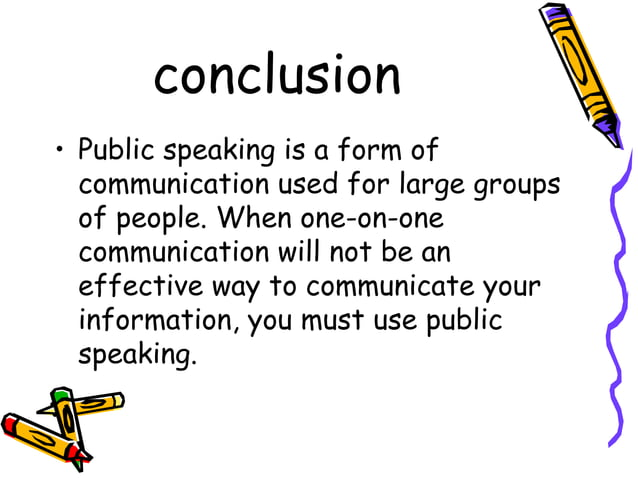 conclusion
• Public speaking is a form of
communication used for large groups
of people. When one-on-one
communication will not be an
effective way to communicate your
information, you must use public
speaking.